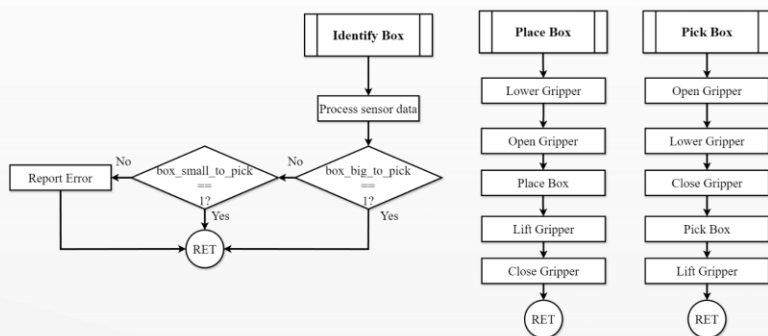 Identify Box
Process sensor data
box_big_to_pick
==
1?
No
Yes
box_small_to_pick
==
1?
No
Yes
Report Error
RET
Place Box
Lower Gripper
Open Gripper
Place Box
Lift Gripper
Close Gripper
RET
Pick Box
Open Gripper
Lower Gripper
Close Gripper
Pick Box
Lift Gripper
RET